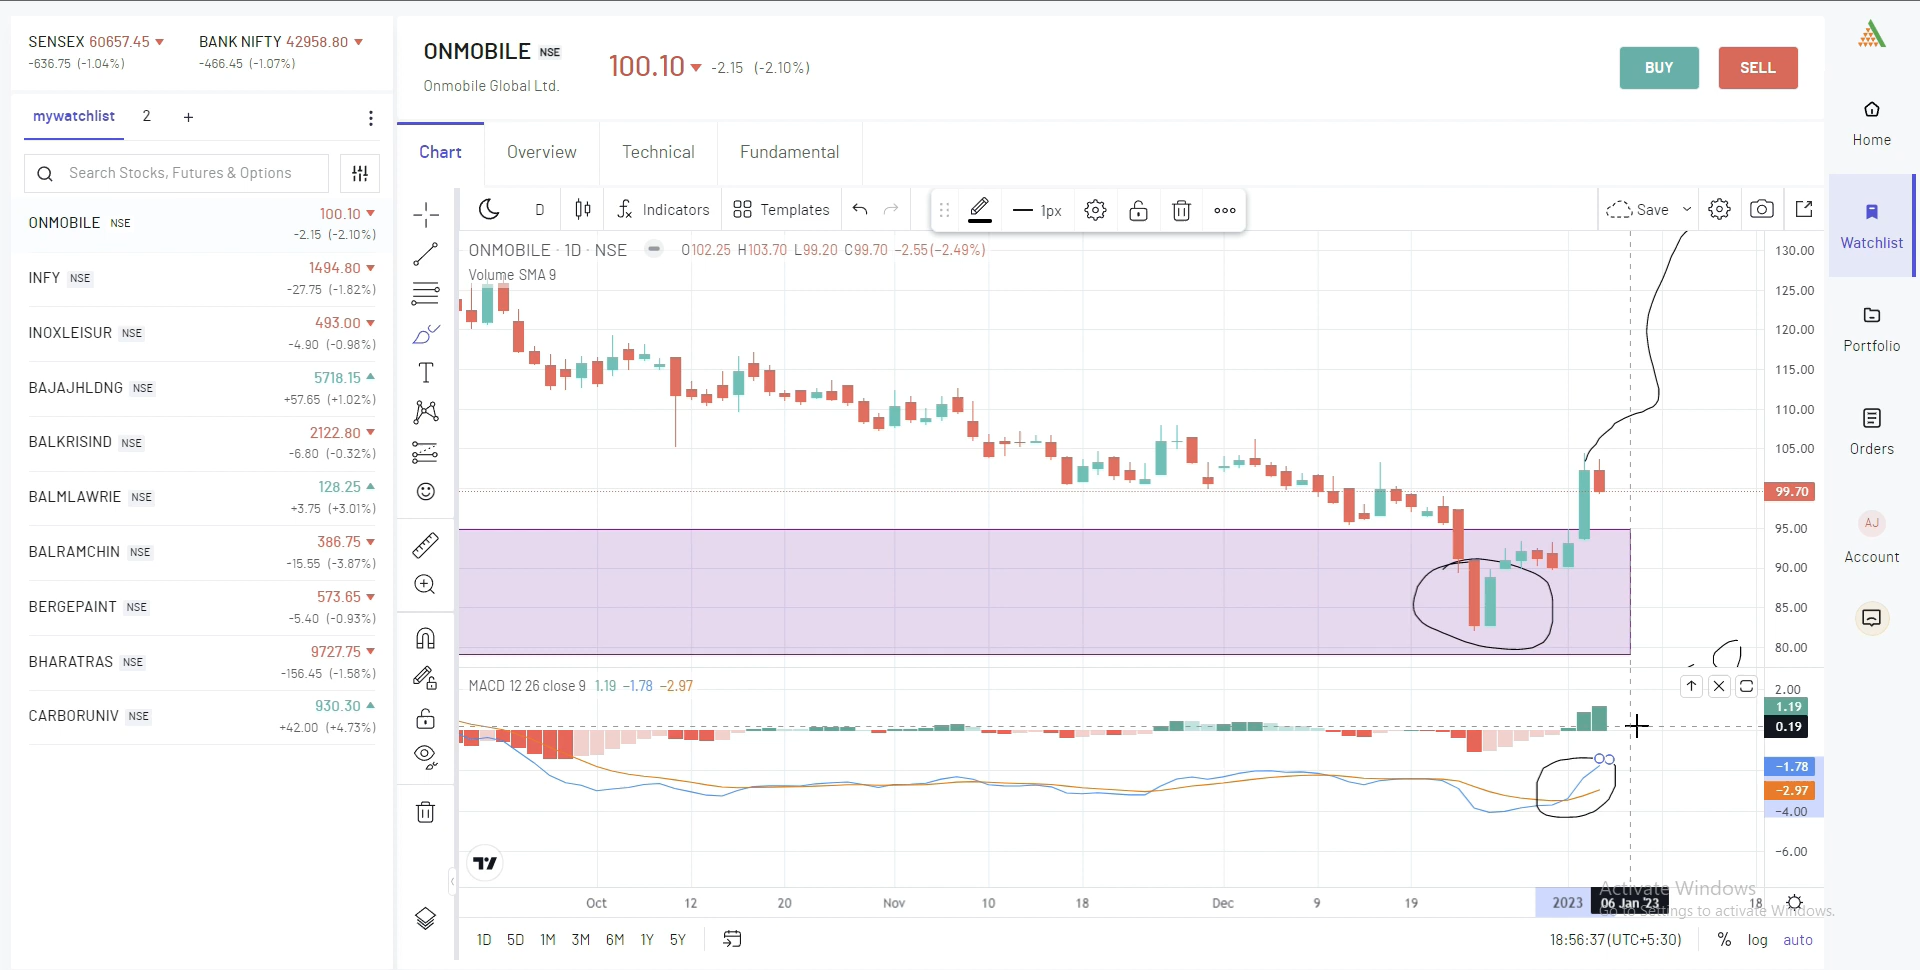 SENSEX 60657.45 BANK NIFTY 42958.80
-636.75 (-1.04%) -466.45 (-1.07%)
mywatchlist 2 +
Search Stocks, Futures & Options
ONMOBILE NSE 100.10
-2.15 (-2.10%)
INFY NSE 1494.80
-27.75 (-1.82%)
INOXLEISUR NSE 493.00
-4.90 (-0.98%)
BAJAJHLDNG NSE 5718.15
+57.65 (+1.02%)
BALKRISIND NSE 2122.80
-6.80 (-0.32%)
BALMLAWRIE NSE 128.25
+3.75 (+3.01%)
BALRAMCHIN NSE 386.75
-15.55 (-3.87%)
BERGEPAINT NSE 573.65
-5.40 (-0.93%)
BHARATRAS NSE 9727.75
-156.45 (-1.58%)
CARBORUNIV NSE 930.30
+42.00 (+4.73%)
ONMOBILE NSE
Onmobile Global Ltd.
100.10 -2.15 (-2.10%)
BUY SELL
Chart Overview Technical Fundamental
D Indicators Templates 1px Save
ONMOBILE · 1D · NSE O102.25 H103.70 L99.20 C99.70 −2.55 (−2.49%)
Volume SMA 9
130.00
125.00
120.00
115.00
110.00
105.00
99.70
95.00
90.00
85.00
80.00
MACD 12 26 close 9 1.19 −1.78 −2.97
2.00
1.19
0.19
−1.78
−2.97
−4.00
−6.00
Oct 12 20 Nov 10 18 Dec 9 19 2023 06 Jan '23 18
Activate Windows
Go to Settings to activate Windows.
1D 5D 1M 3M 6M 1Y 5Y
18:56:37 (UTC+5:30) % log auto
Home
Watchlist
Portfolio
Orders
AJ
Account